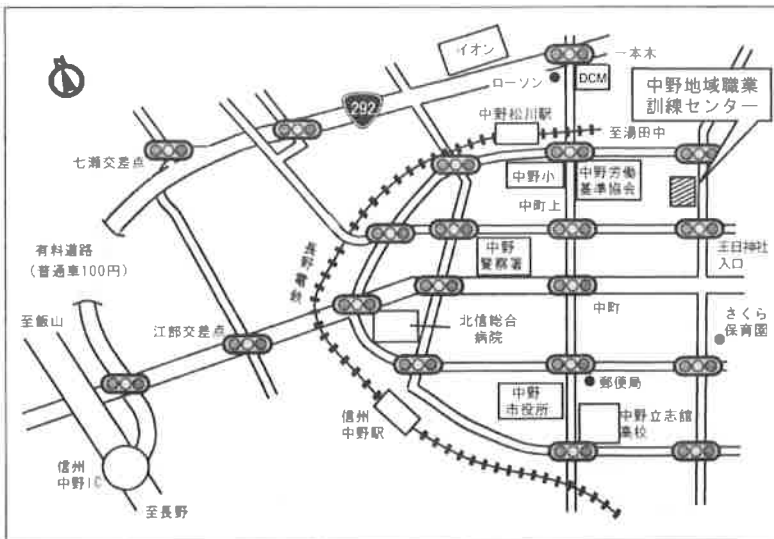 イオン
一本木
ローソン
DCM
中野地域職業
訓練センター
292
中野松川駅
至湯田中
七瀬交差点
中野小
中野労働
基準協会
中町上
有料道路
(普通車100円)
長野電鉄
中野
警察署
王日神社
入口
至飯山
江部交差点
北信総合
病院
中町
さくら
保育園
中野
市役所
郵便局
信州
中野駅
中野立志館
高校
信州
中野IC
至長野